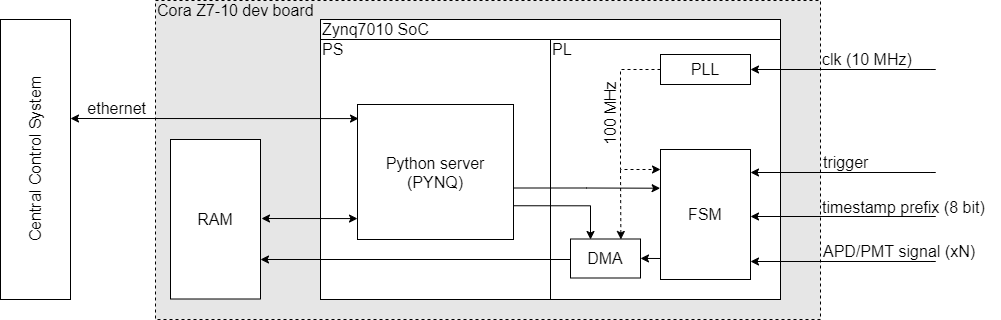 Cora Z7-10 dev board
Zynq7010 SoC
PS
PL
PLL
clk (10 MHz)
100 MHz
ethernet
Central Control System
Python server
(PYNQ)
RAM
FSM
DMA
trigger
timestamp prefix (8 bit)
APD/PMT signal (xN)